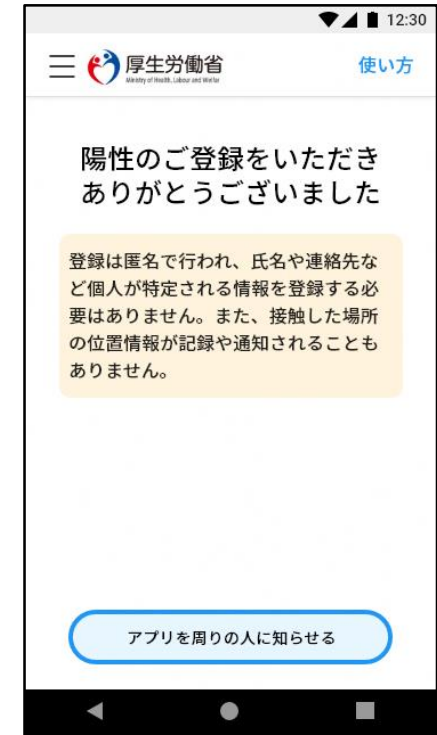 12:30
厚生労働省
Ministry of Health, Labour and Welfar
使い方
陽性のご登録をいただき
ありがとうございました
登録は匿名で行われ、氏名や連絡先な
ど個人が特定される情報を登録する必
要はありません。また、接触した場所
の位置情報が記録や通知されることも
ありません。
アプリを周りの人に知らせる